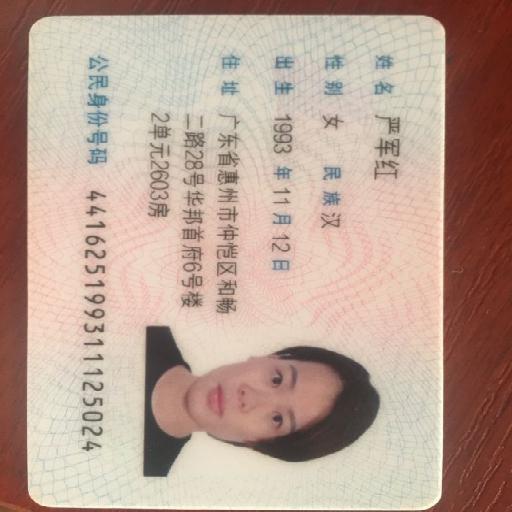 姓名 严军红
性别 女 民族 汉
出生 1993 年 11 月 12 日
住址 广东省惠州市仲恺区和畅
二路28号华邦首府6号楼
2单元2603房
公民身份号码 441625199311125024